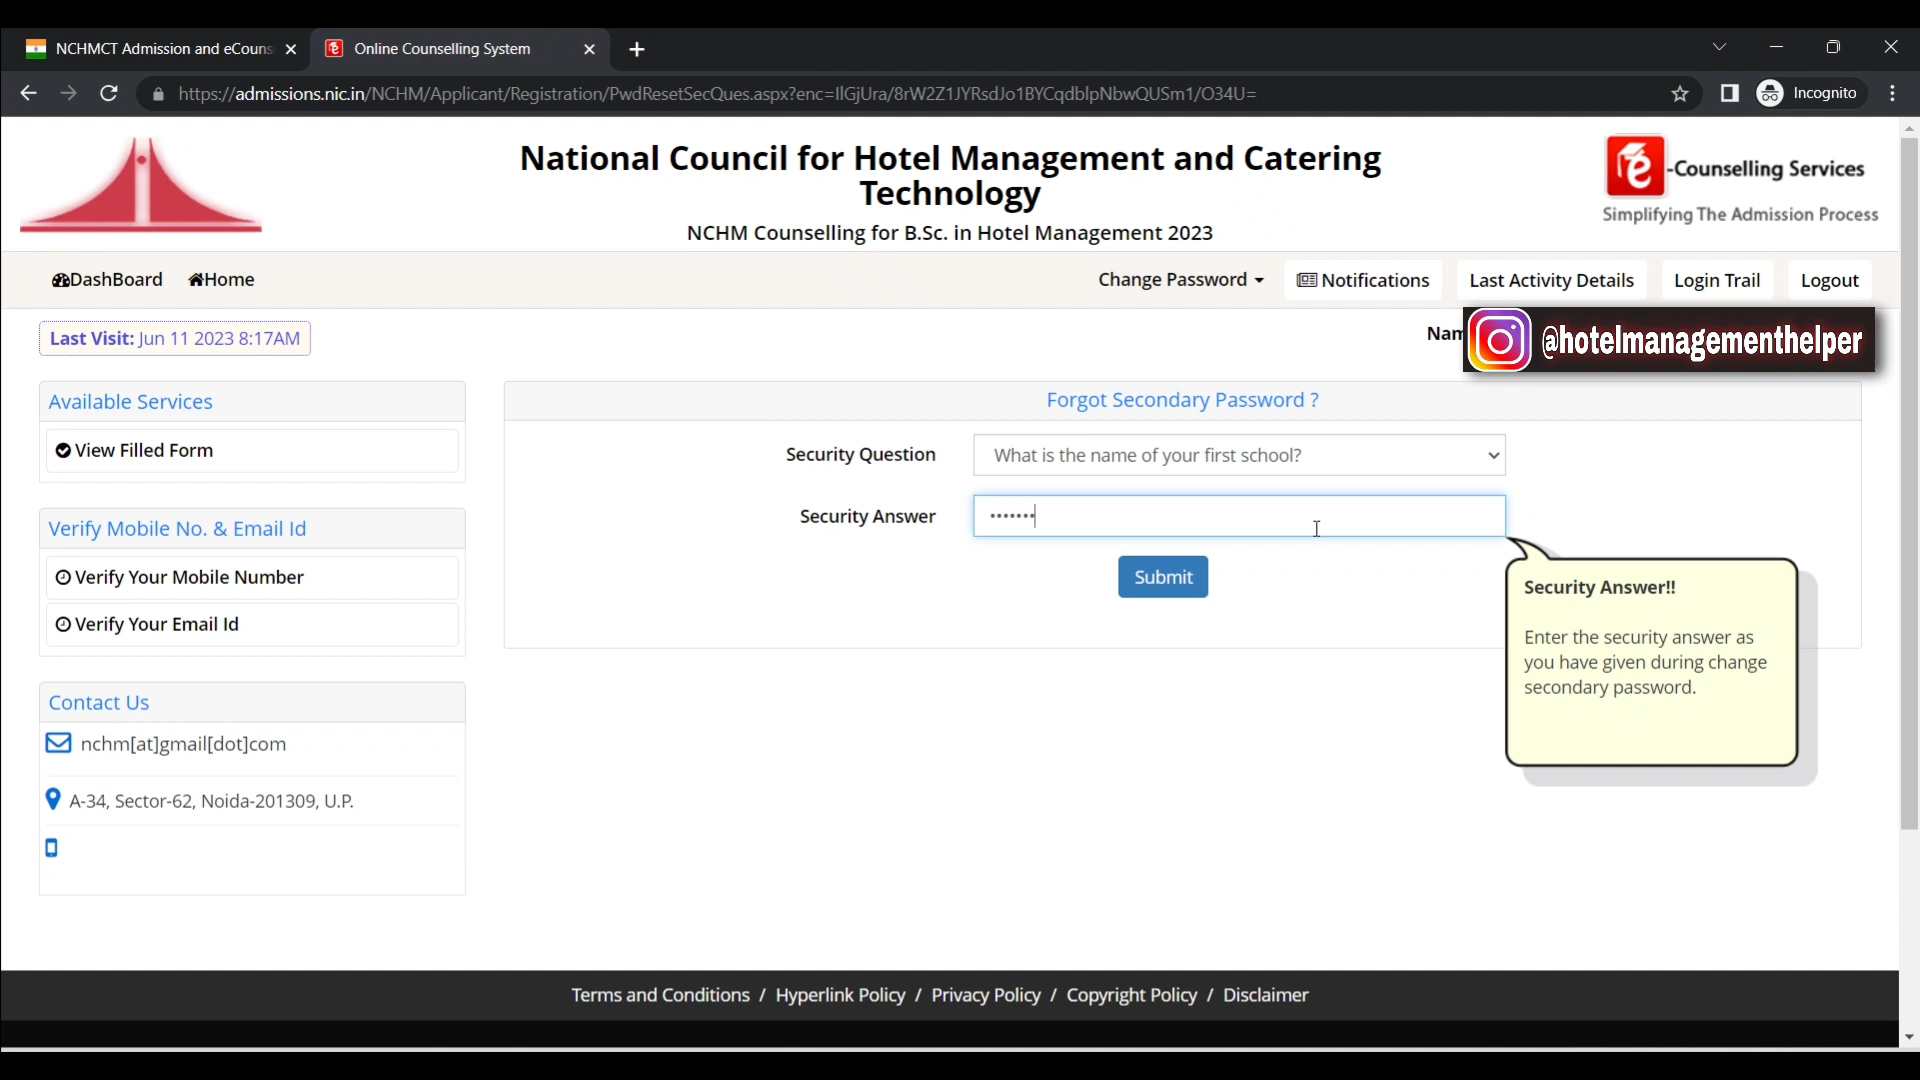 NCHMCT Admission and eCouns
Online Counselling System
https://admissions.nic.in/NCHM/Applicant/Registration/PwdResetSecQues.aspx?enc=IlGjUra/8rW2Z1JYRsdJo1BYCqdblpNbwQUSm1/O34U=
Incognito
National Council for Hotel Management and Catering
Technology
NCHM Counselling for B.Sc. in Hotel Management 2023
e-Counselling Services
Simplifying The Admission Process
DashBoard Home
Change Password Notifications Last Activity Details Login Trail Logout
Last Visit: Jun 11 2023 8:17AM
Nam
@hotelmanagementhelper
Available Services
View Filled Form
Verify Mobile No. & Email Id
Verify Your Mobile Number
Verify Your Email Id
Contact Us
nchm[at]gmail[dot]com
A-34, Sector-62, Noida-201309, U.P.
Forgot Secondary Password ?
Security Question What is the name of your first school?
Security Answer •••••••
Submit
Security Answer!!
Enter the security answer as
you have given during change
secondary password.
Terms and Conditions / Hyperlink Policy / Privacy Policy / Copyright Policy / Disclaimer